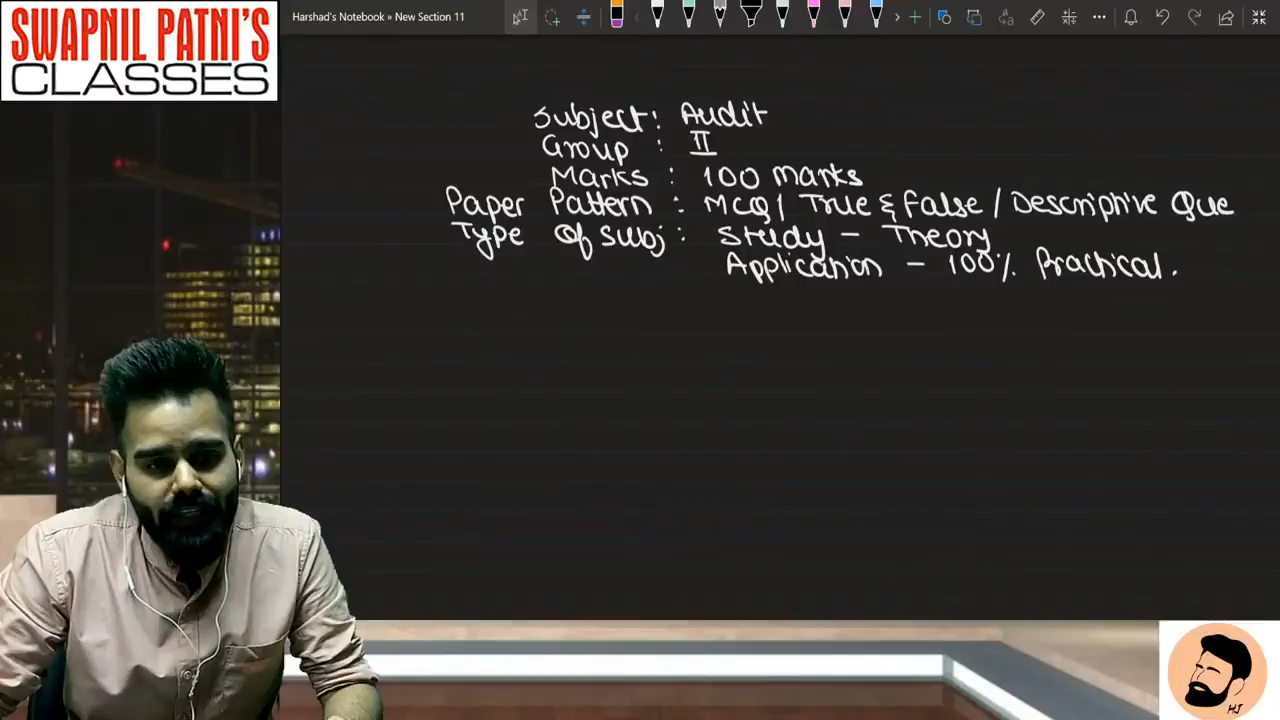 SWAPNIL PATNI'S
CLASSES
Harshad's Notebook » New Section 11
Subject : Audit
Group : II
Marks : 100 marks
Paper Pattern : MCQ / True & False / Descriptive Que
Type Of Subj : Study - Theory
Application - 100% Practical.
HJ